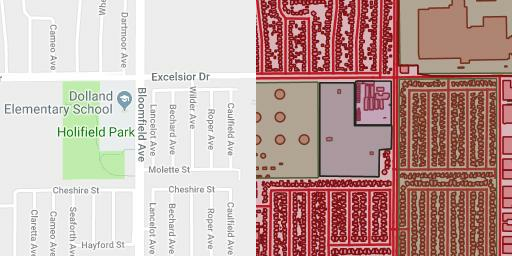 Cameo Ave
Dartmoor Ave
Wha
Excelsior Dr
Dolland
Elementary School
Holifield Park
Bloomfield Ave
Lancelot Ave
Bechard Ave
Wilder Ave
Roper Ave
Caulfield Ave
Molette St
Cheshire St
Cheshire St
Claretta Ave
Cameo Ave
Seaforth Ave
Hayford St
Lancelot Ave
Bechard Ave
Roper Ave
Caulfield Ave